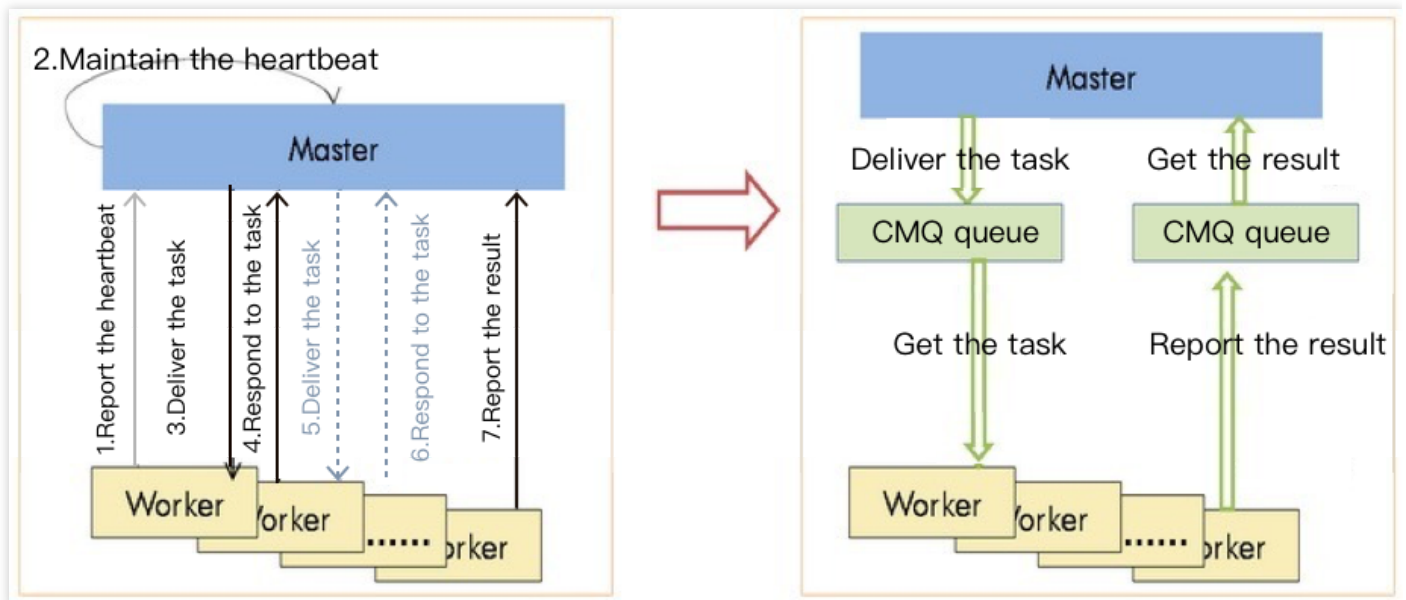 2.Maintain the heartbeat
Master
1.Report the heartbeat
3.Deliver the task
4.Respond to the task
5.Deliver the task
6.Respond to the task
7.Report the result
Worker
orker
......
orker
Master
Deliver the task
Get the result
CMQ queue
CMQ queue
Get the task
Report the result
Worker
orker
......
orker